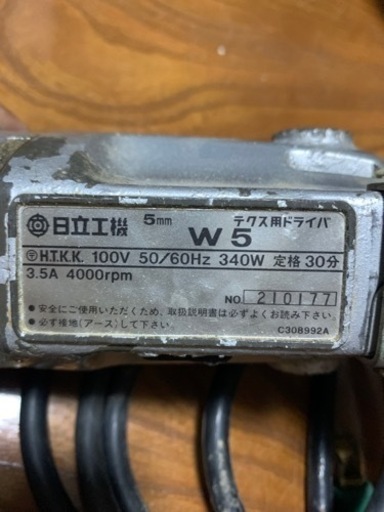 日立工機 5mm テクス用ドライバ
W5
〒H.T.K.K. 100V 50/60Hz 340W 定格30分
3.5A 4000rpm
NO. 210177
●安全にご使用いただくため、取扱説明書は必ずよくお読み下さい。
●必ず接地(アース)して下さい。 C308992A